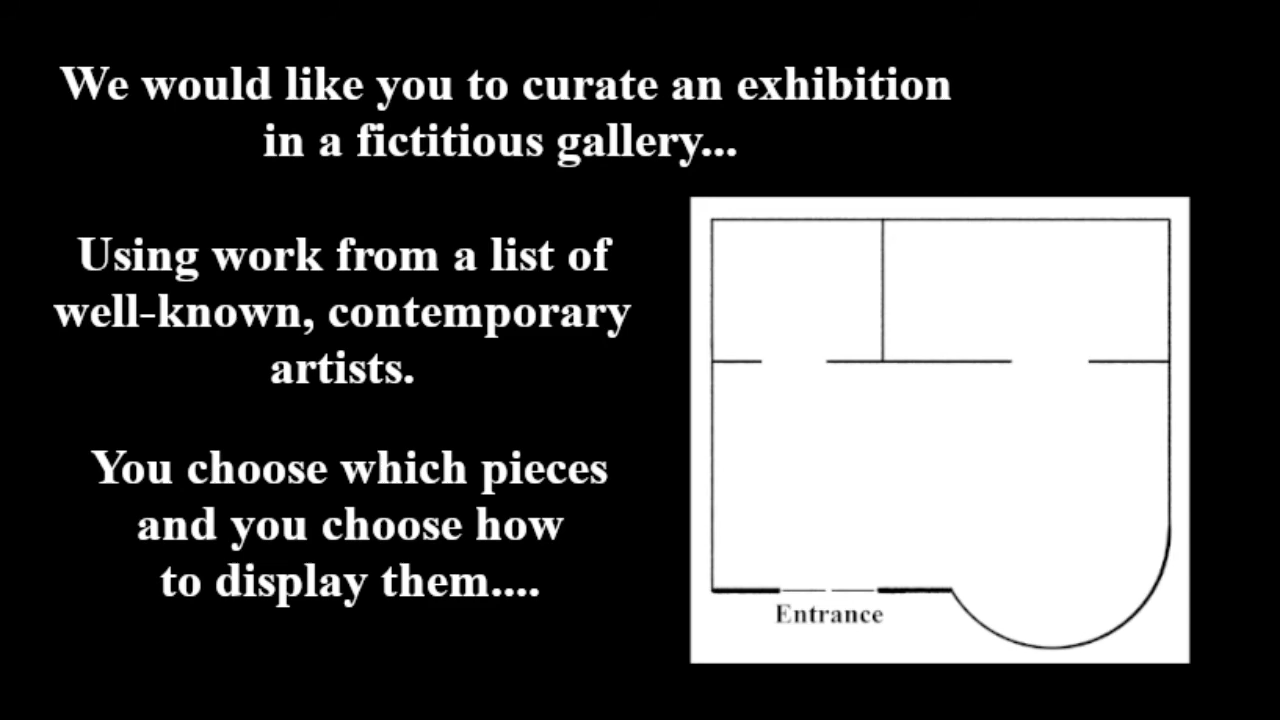 We would like you to curate an exhibition
in a fictitious gallery...
Using work from a list of
well-known, contemporary
artists.
You choose which pieces
and you choose how
to display them....
Entrance